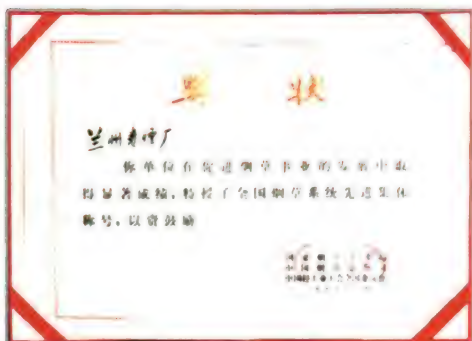 奖 状
兰州卷烟厂
你单位在促进烟草事业的发展中取
得显著成绩，特授予全国烟草系统先进集体
称号，以资鼓励